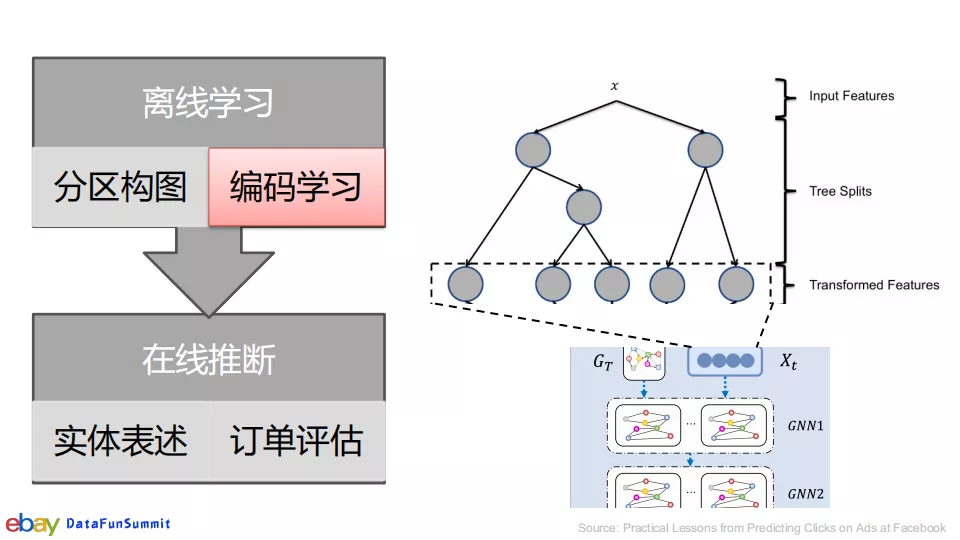 离线学习
分区构图
编码学习
在线推断
实体表述
订单评估
x
Input Features
Tree Splits
Transformed Features
G_T
X_t
...
GNN1
...
GNN2
ebay DataFunSummit
Source: Practical Lessons from Predicting Clicks on Ads at Facebook